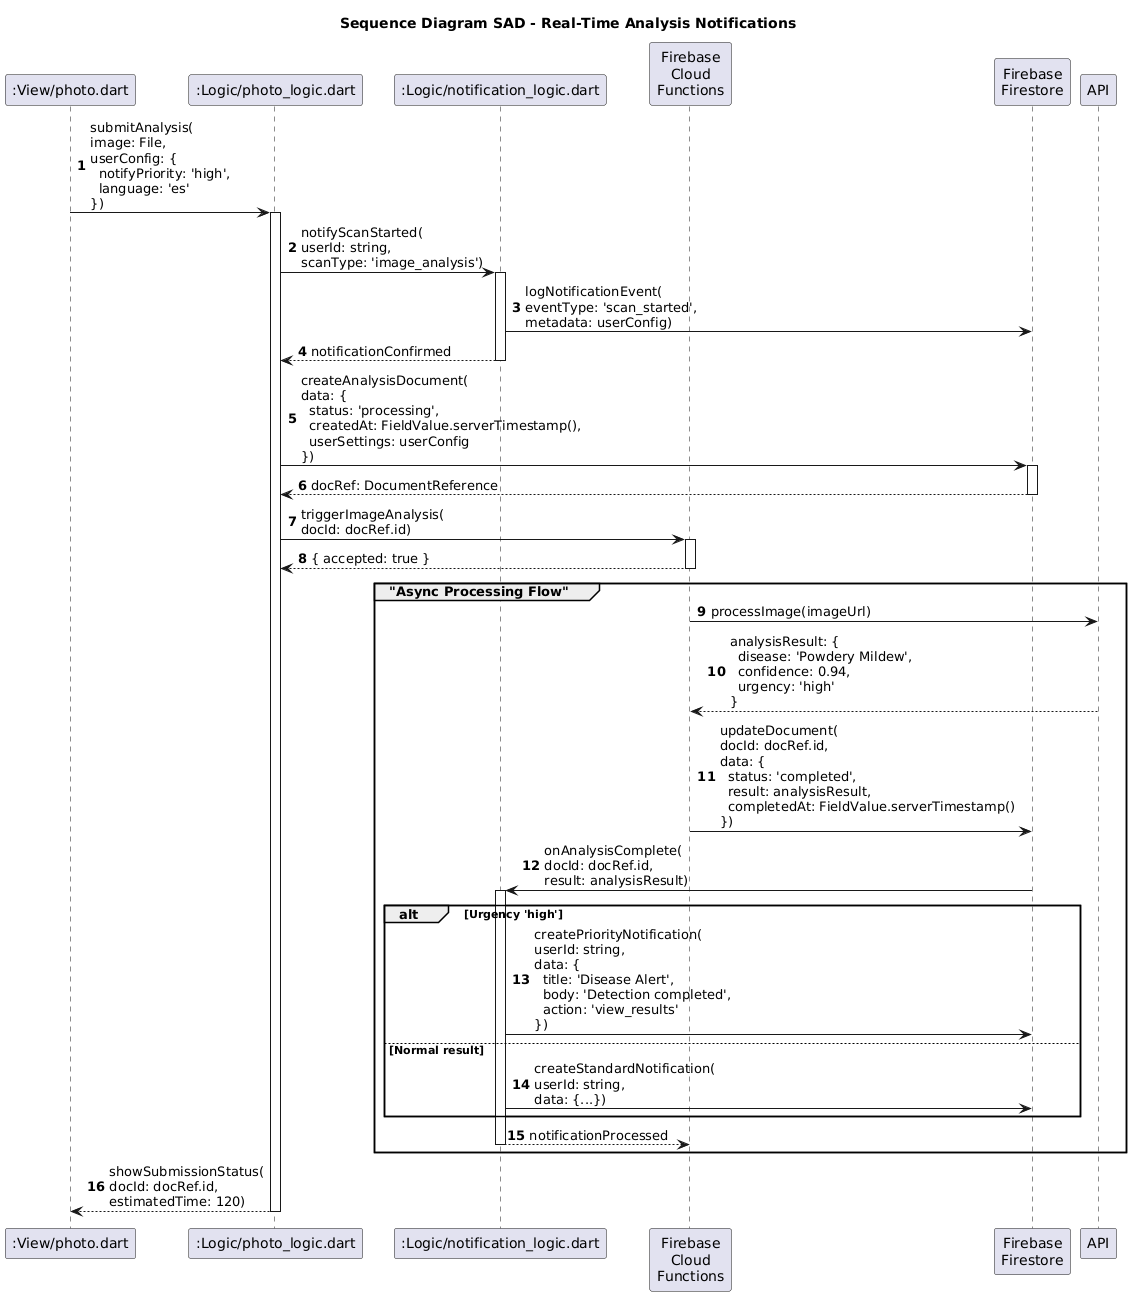 Sequence Diagram SAD - Real-Time Analysis Notifications
:View/photo.dart
:Logic/photo_logic.dart
:Logic/notification_logic.dart
Firebase
Cloud
Functions
Firebase
Firestore
API
1
submitAnalysis(
image: File,
userConfig: {
notifyPriority: 'high',
language: 'es'
})
2
notifyScanStarted(
userId: string,
scanType: 'image_analysis')
3
logNotificationEvent(
eventType: 'scan_started',
metadata: userConfig)
4 notificationConfirmed
5
createAnalysisDocument(
data: {
status: 'processing',
createdAt: FieldValue.serverTimestamp(),
userSettings: userConfig
})
6 docRef: DocumentReference
7
triggerImageAnalysis(
docId: docRef.id)
8 { accepted: true }
"Async Processing Flow"
9 processImage(imageUrl)
10
analysisResult: {
disease: 'Powdery Mildew',
confidence: 0.94,
urgency: 'high'
}
11
updateDocument(
docId: docRef.id,
data: {
status: 'completed',
result: analysisResult,
completedAt: FieldValue.serverTimestamp()
})
12
onAnalysisComplete(
docId: docRef.id,
result: analysisResult)
alt [Urgency 'high']
13
createPriorityNotification(
userId: string,
data: {
title: 'Disease Alert',
body: 'Detection completed',
action: 'view_results'
})
[Normal result]
14
createStandardNotification(
userId: string,
data: {...})
15 notificationProcessed
16
showSubmissionStatus(
docId: docRef.id,
estimatedTime: 120)
:View/photo.dart
:Logic/photo_logic.dart
:Logic/notification_logic.dart
Firebase
Cloud
Functions
Firebase
Firestore
API